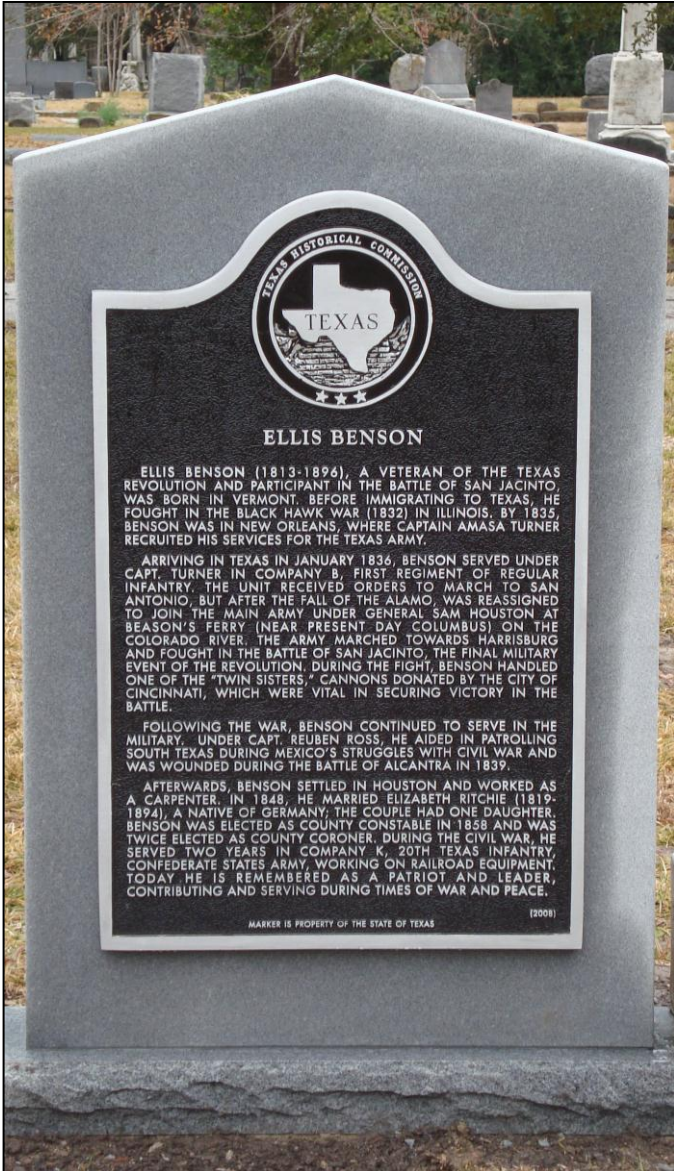 TEXAS HISTORICAL COMMISSION
TEXAS
ELLIS BENSON
ELLIS BENSON (1813-1896), A VETERAN OF THE TEXAS
REVOLUTION AND PARTICIPANT IN THE BATTLE OF SAN JACINTO,
WAS BORN IN VERMONT. BEFORE IMMIGRATING TO TEXAS, HE
FOUGHT IN THE BLACK HAWK WAR (1832) IN ILLINOIS. BY 1835,
BENSON WAS IN NEW ORLEANS, WHERE CAPTAIN AMASA TURNER
RECRUITED HIS SERVICES FOR THE TEXAS ARMY.
ARRIVING IN TEXAS IN JANUARY 1836, BENSON SERVED UNDER
CAPT. TURNER IN COMPANY B, FIRST REGIMENT OF REGULAR
INFANTRY. THE UNIT RECEIVED ORDERS TO MARCH TO SAN
ANTONIO, BUT AFTER THE FALL OF THE ALAMO, WAS REASSIGNED
TO JOIN THE MAIN ARMY UNDER GENERAL SAM HOUSTON AT
BEASON'S FERRY (NEAR PRESENT DAY COLUMBUS) ON THE
COLORADO RIVER. THE ARMY MARCHED TOWARDS HARRISBURG
AND FOUGHT IN THE BATTLE OF SAN JACINTO, THE FINAL MILITARY
EVENT OF THE REVOLUTION. DURING THE FIGHT, BENSON HANDLED
ONE OF THE "TWIN SISTERS," CANNONS DONATED BY THE CITY OF
CINCINNATI, WHICH WERE VITAL IN SECURING VICTORY IN THE
BATTLE.
FOLLOWING THE WAR, BENSON CONTINUED TO SERVE IN THE
MILITARY. UNDER CAPT. REUBEN ROSS, HE AIDED IN PATROLLING
SOUTH TEXAS DURING MEXICO'S STRUGGLES WITH CIVIL WAR AND
WAS WOUNDED DURING THE BATTLE OF ALCANTRA IN 1839.
AFTERWARDS, BENSON SETTLED IN HOUSTON AND WORKED AS
A CARPENTER. IN 1848, HE MARRIED ELIZABETH RITCHIE (1819-
1894), A NATIVE OF GERMANY; THE COUPLE HAD ONE DAUGHTER.
BENSON WAS ELECTED AS COUNTY CONSTABLE IN 1858 AND WAS
TWICE ELECTED AS COUNTY CORONER. DURING THE CIVIL WAR, HE
SERVED TWO YEARS IN COMPANY K, 20TH TEXAS INFANTRY,
CONFEDERATE STATES ARMY, WORKING ON RAILROAD EQUIPMENT.
TODAY HE IS REMEMBERED AS A PATRIOT AND LEADER,
CONTRIBUTING AND SERVING DURING TIMES OF WAR AND PEACE.
(2008)
MARKER IS PROPERTY OF THE STATE OF TEXAS